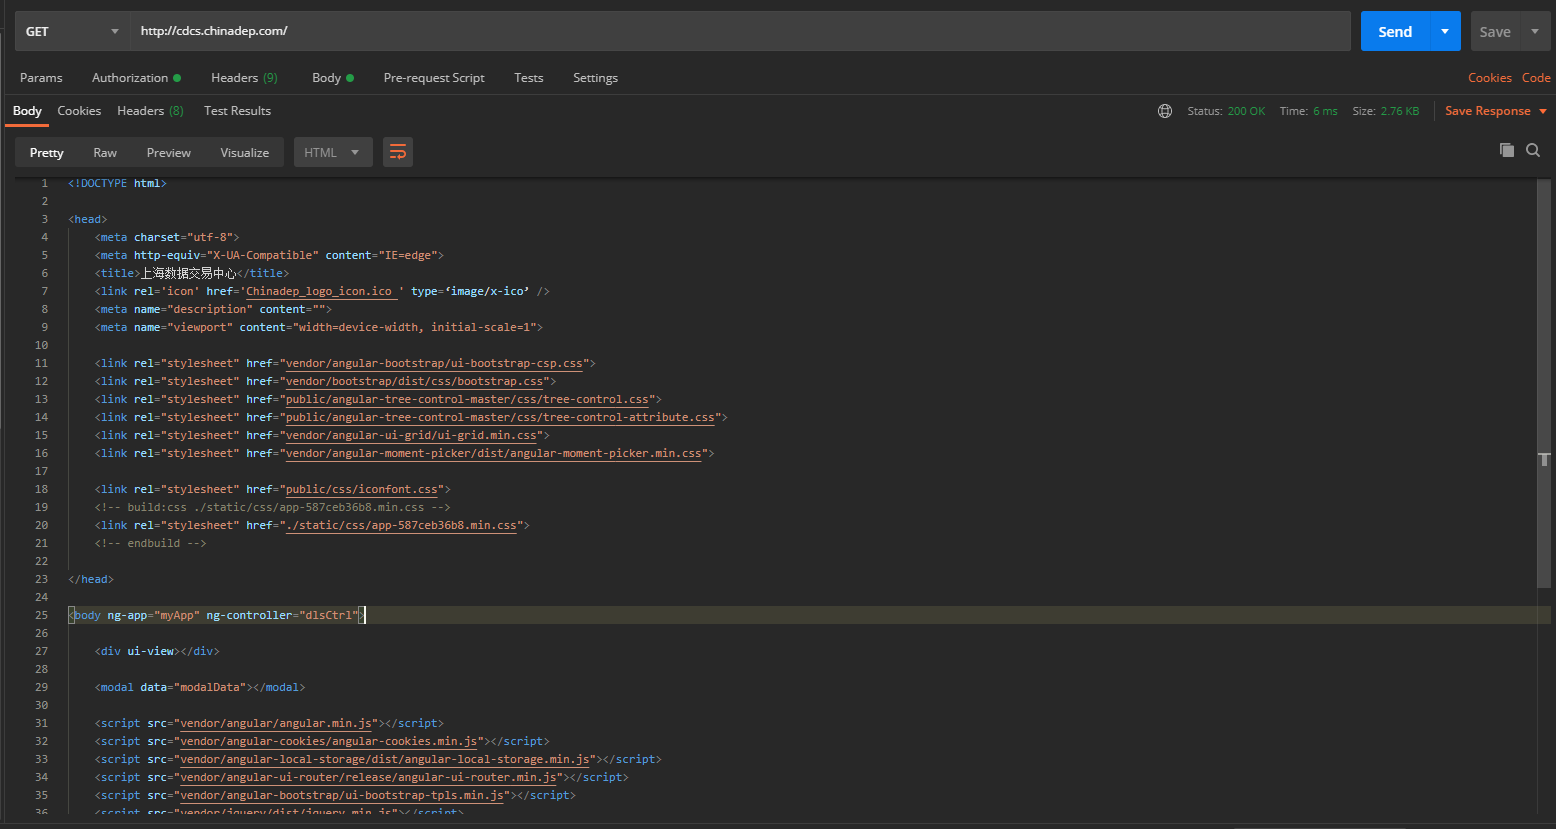 GET http://cdcs.chinadep.com/ Send Save
Params Authorization Headers (9) Body Pre-request Script Tests Settings Cookies Code
Body Cookies Headers (8) Test Results Status: 200 OK Time: 6 ms Size: 2.76 KB Save Response
Pretty Raw Preview Visualize HTML
1 <!DOCTYPE html>
2
3 <head>
4 <meta charset="utf-8">
5 <meta http-equiv="X-UA-Compatible" content="IE=edge">
6 <title>上海数据交易中心</title>
7 <link rel='icon' href='Chinadep_logo_icon.ico ' type=‘image/x-ico’ />
8 <meta name="description" content="">
9 <meta name="viewport" content="width=device-width, initial-scale=1">
10
11 <link rel="stylesheet" href="vendor/angular-bootstrap/ui-bootstrap-csp.css">
12 <link rel="stylesheet" href="vendor/bootstrap/dist/css/bootstrap.css">
13 <link rel="stylesheet" href="public/angular-tree-control-master/css/tree-control.css">
14 <link rel="stylesheet" href="public/angular-tree-control-master/css/tree-control-attribute.css">
15 <link rel="stylesheet" href="vendor/angular-ui-grid/ui-grid.min.css">
16 <link rel="stylesheet" href="vendor/angular-moment-picker/dist/angular-moment-picker.min.css">
17
18 <link rel="stylesheet" href="public/css/iconfont.css">
19 <!-- build:css ./static/css/app-587ceb36b8.min.css -->
20 <link rel="stylesheet" href="./static/css/app-587ceb36b8.min.css">
21 <!-- endbuild -->
22
23 </head>
24
25 <body ng-app="myApp" ng-controller="dlsCtrl">
26
27 <div ui-view></div>
28
29 <modal data="modalData"></modal>
30
31 <script src="vendor/angular/angular.min.js"></script>
32 <script src="vendor/angular-cookies/angular-cookies.min.js"></script>
33 <script src="vendor/angular-local-storage/dist/angular-local-storage.min.js"></script>
34 <script src="vendor/angular-ui-router/release/angular-ui-router.min.js"></script>
35 <script src="vendor/angular-bootstrap/ui-bootstrap-tpls.min.js"></script>
36 <script src="vendor/jquery/dist/jquery.min.js"></script>